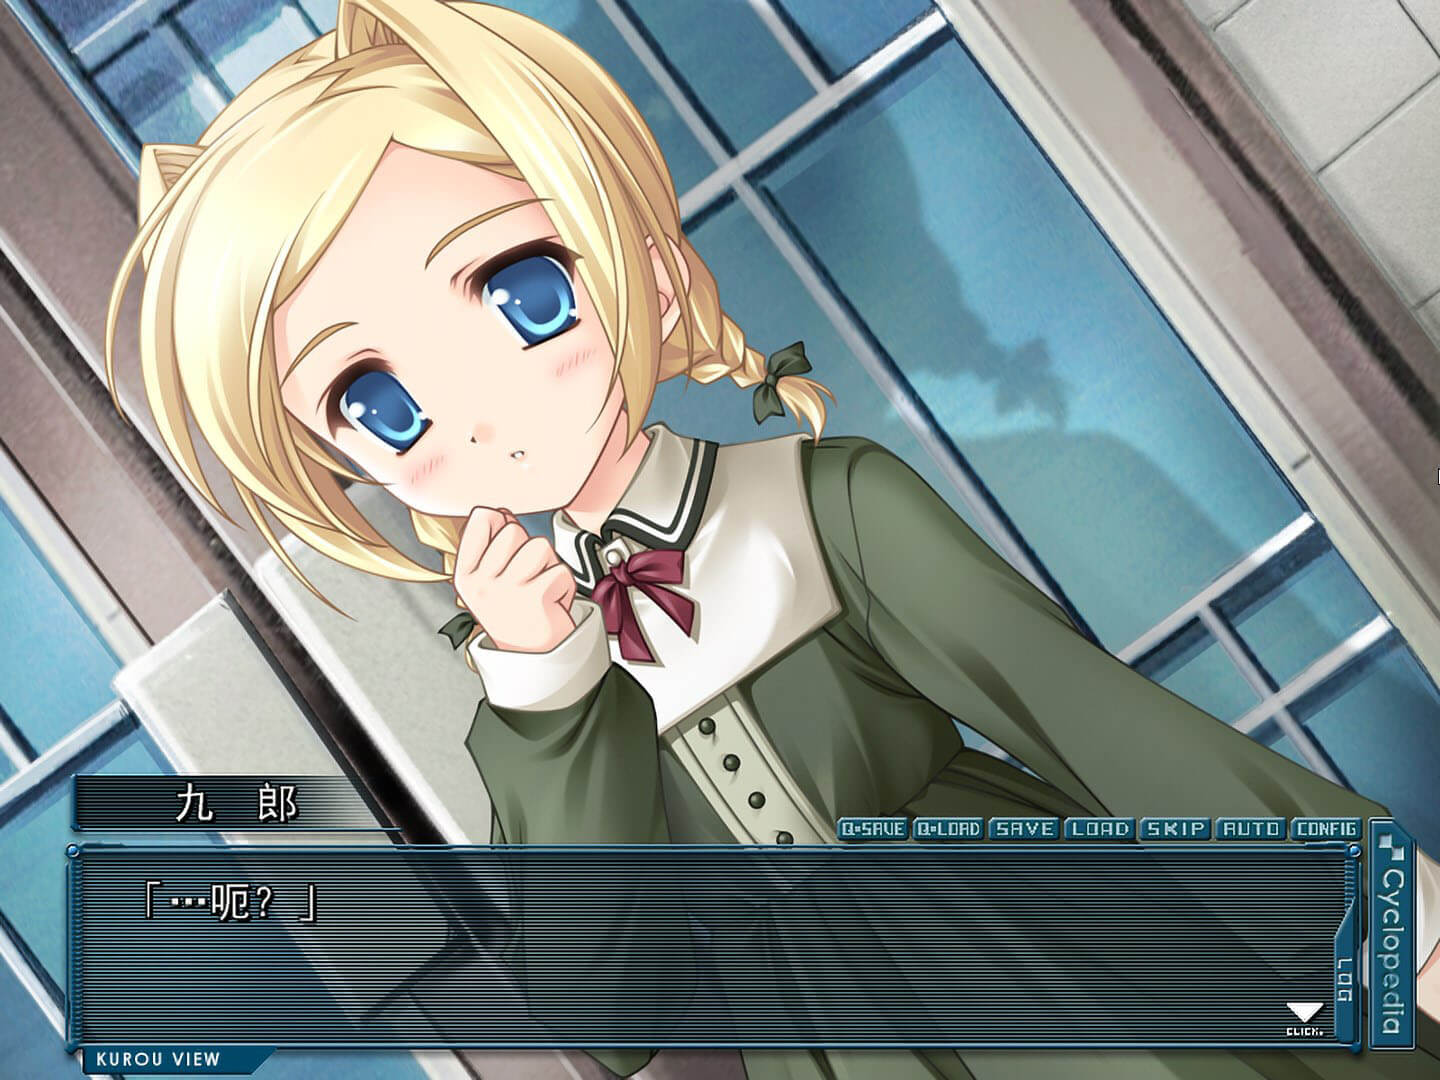 九　郎
Q-SAVE Q-LOAD SAVE LOAD SKIP AUTO CONFIG
「…呃？」
Cyclopedia
LOG
CLICK.
KUROU VIEW